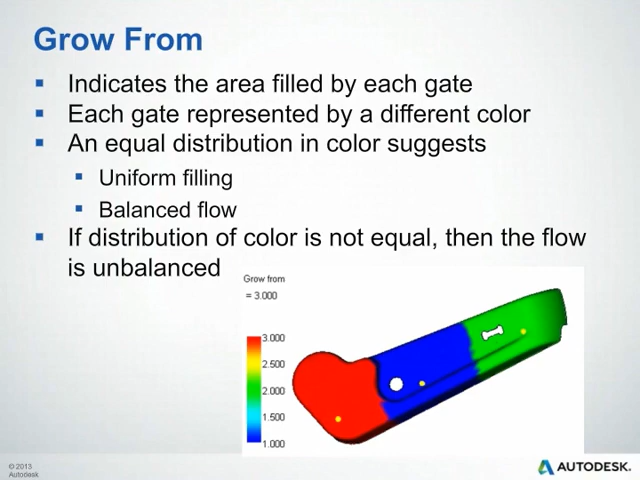 Grow From
Indicates the area filled by each gate
Each gate represented by a different color
An equal distribution in color suggests
Uniform filling
Balanced flow
If distribution of color is not equal, then the flow
is unbalanced
Grow from
= 3.000
3.000
2.500
2.000
1.500
1.000
© 2013
Autodesk
AUTODESK.